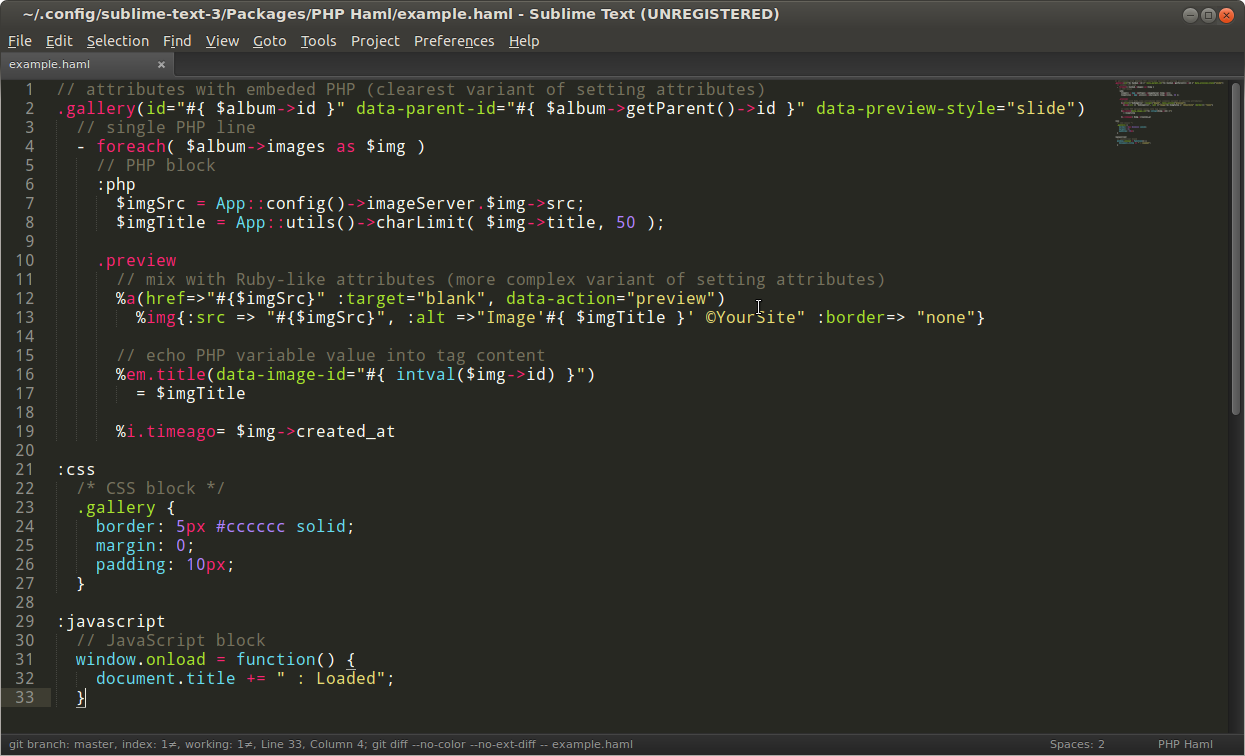 ~/.config/sublime-text-3/Packages/PHP Haml/example.haml - Sublime Text (UNREGISTERED)
File Edit Selection Find View Goto Tools Project Preferences Help
example.haml ×
1 // attributes with embeded PHP (clearest variant of setting attributes)
2 .gallery(id="#{ $album->id }" data-parent-id="#{ $album->getParent()->id }" data-preview-style="slide")
3   // single PHP line
4   - foreach( $album->images as $img )
5     // PHP block
6     :php
7       $imgSrc = App::config()->imageServer.$img->src;
8       $imgTitle = App::utils()->charLimit( $img->title, 50 );
9
10     .preview
11       // mix with Ruby-like attributes (more complex variant of setting attributes)
12       %a(href=>"#{$imgSrc}" :target="blank", data-action="preview")
13         %img{:src => "#{$imgSrc}", :alt =>"Image'#{ $imgTitle }' ©YourSite" :border=> "none"}
14
15       // echo PHP variable value into tag content
16       %em.title(data-image-id="#{ intval($img->id) }")
17         = $imgTitle
18
19       %i.timeago= $img->created_at
20
21 :css
22   /* CSS block */
23   .gallery {
24     border: 5px #cccccc solid;
25     margin: 0;
26     padding: 10px;
27   }
28
29 :javascript
30   // JavaScript block
31   window.onload = function() {
32     document.title += " : Loaded";
33   }
git branch: master, index: 1≠, working: 1≠, Line 33, Column 4; git diff --no-color --no-ext-diff -- example.haml Spaces: 2 PHP Haml